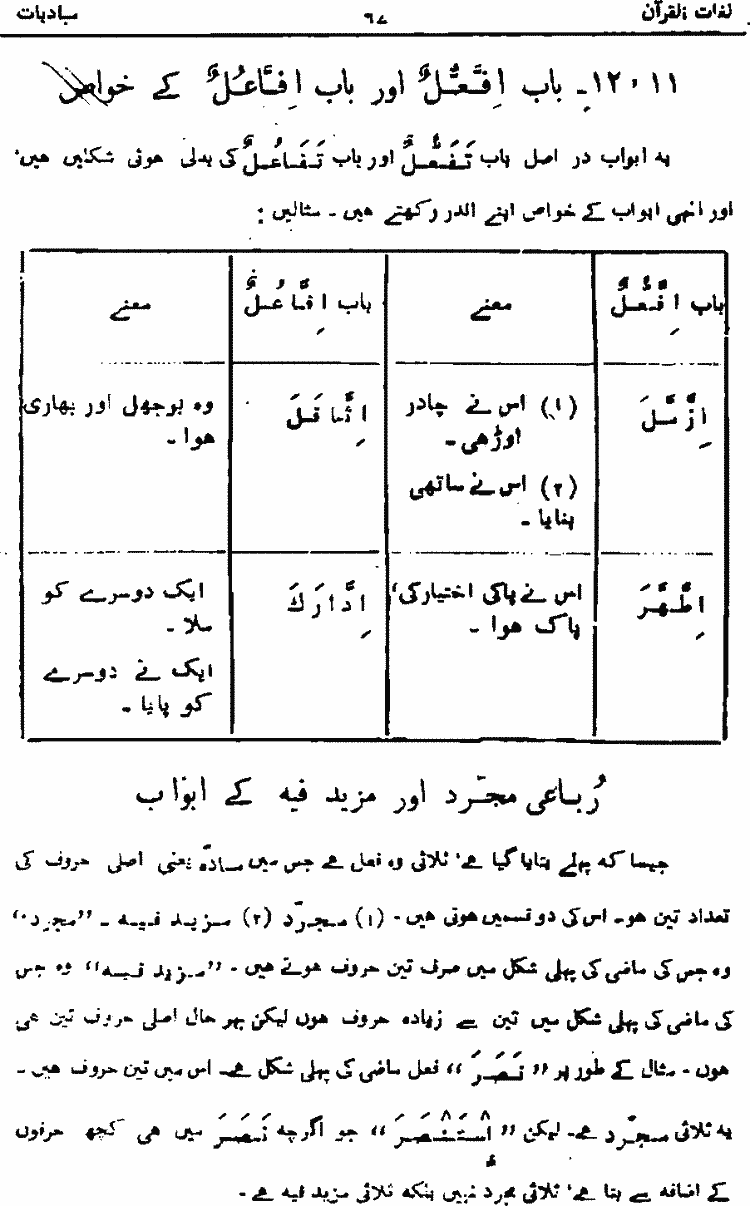 لغات القرآن ۶۷ مبادیات
۱۲،۱۱۔ باب اِفَّعُّلٌ اور باب اِفَّاعُلٌ کے خواص
یہ ابواب در اصل باب تَفَعُّلٌ اور باب تَفَاعُلٌ کی بدلی ہوئی شکلیں ہیں،
اور انہی ابواب کے خواص اپنے اندر رکھتے ہیں ۔ مثالیں :
باب اِفَّعُّلٌ معنے باب اِفَّاعُلٌ معنے
اِزَّمَّلَ (۱) اس نے چادر اوڑھی۔ (۲) اس نے ساتھی بنایا ۔ اِثَّاقَلَ وہ بوجھل اور بھاری ہوا ۔
اِطَّهَّرَ اس نے پاکی اختیار کی، پاک ہوا ۔ اِدَّارَكَ ایک دوسرے کو ملا ۔ ایک نے دوسرے کو پایا ۔
رُباعی مجّرد اور مزید فیہ کے ابواب
جیسا کہ پہلے بتایا گیا ہے، ثلاثی وہ فعل ہے جس میں مادّہ یعنی اصلی حروف کی
تعداد تین ہو۔ اس کی دو قسمیں ہوتی ہیں ۔ (۱) مجرّد (۲) مزید فیہ ۔ ”مجرد“
وہ جس کی ماضی کی پہلی شکل میں صرف تین حروف ہوتے ہیں ۔ ”مزید فیہ“ وہ جس
کی ماضی کی پہلی شکل میں تین سے زیادہ حروف ہوں لیکن بہر حال اصلی حروف تین ہی
ہوں ۔ مثال کے طور پر ”نَصَرَ“ فعل ماضی کی پہلی شکل ہے۔ اس میں تین حروف ہیں ۔
یہ ثلاثی مجرّد ہے۔ لیکن ”اِسْتَنْصَرَ“ جو اگرچہ نَصَرَ میں ہی کچھ حرفوں
کے اضافہ سے بنا ہے، ثلاثی مجرد نہیں بلکہ ثلاثی مزید فیہ ہے ۔